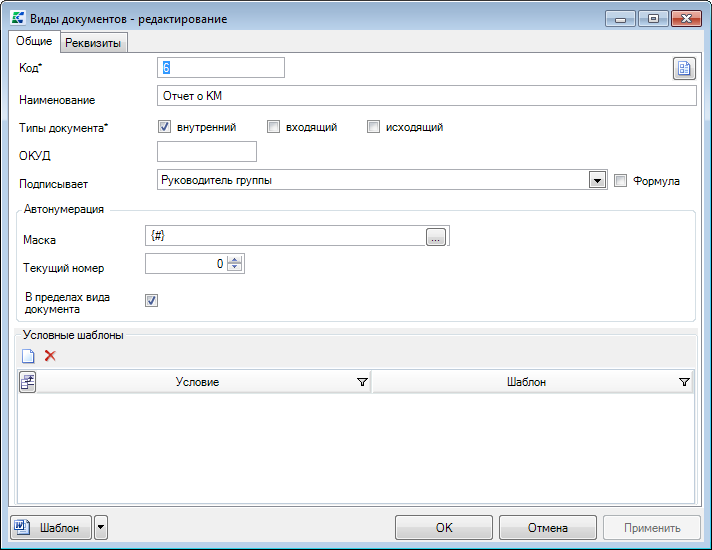 Виды документов - редактирование
Общие Реквизиты
Код* 6
Наименование Отчет о КМ
Типы документа* внутренний входящий исходящий
ОКУД
Подписывает Руководитель группы Формула
Автонумерация
Маска {#} ...
Текущий номер 0
В пределах вида
документа
Условные шаблоны
Условие Шаблон
Шаблон OK Отмена Применить